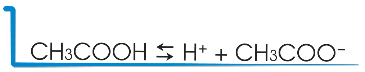 CH₃COOH ⇆ H⁺ + CH₃COO⁻